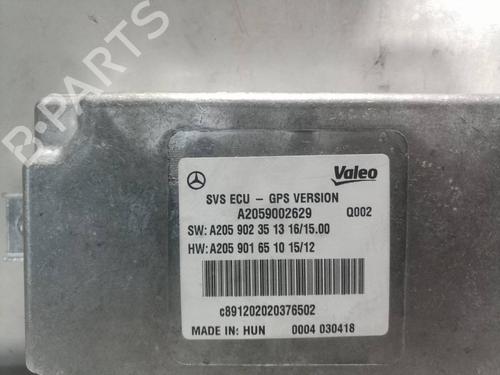 B-PARTS
Valeo
SVS ECU - GPS VERSION
A2059002629 Q002
SW: A205 902 35 13 16/15.00
HW: A205 901 65 10 15/12
c891202020376502
MADE IN: HUN 0004 030418